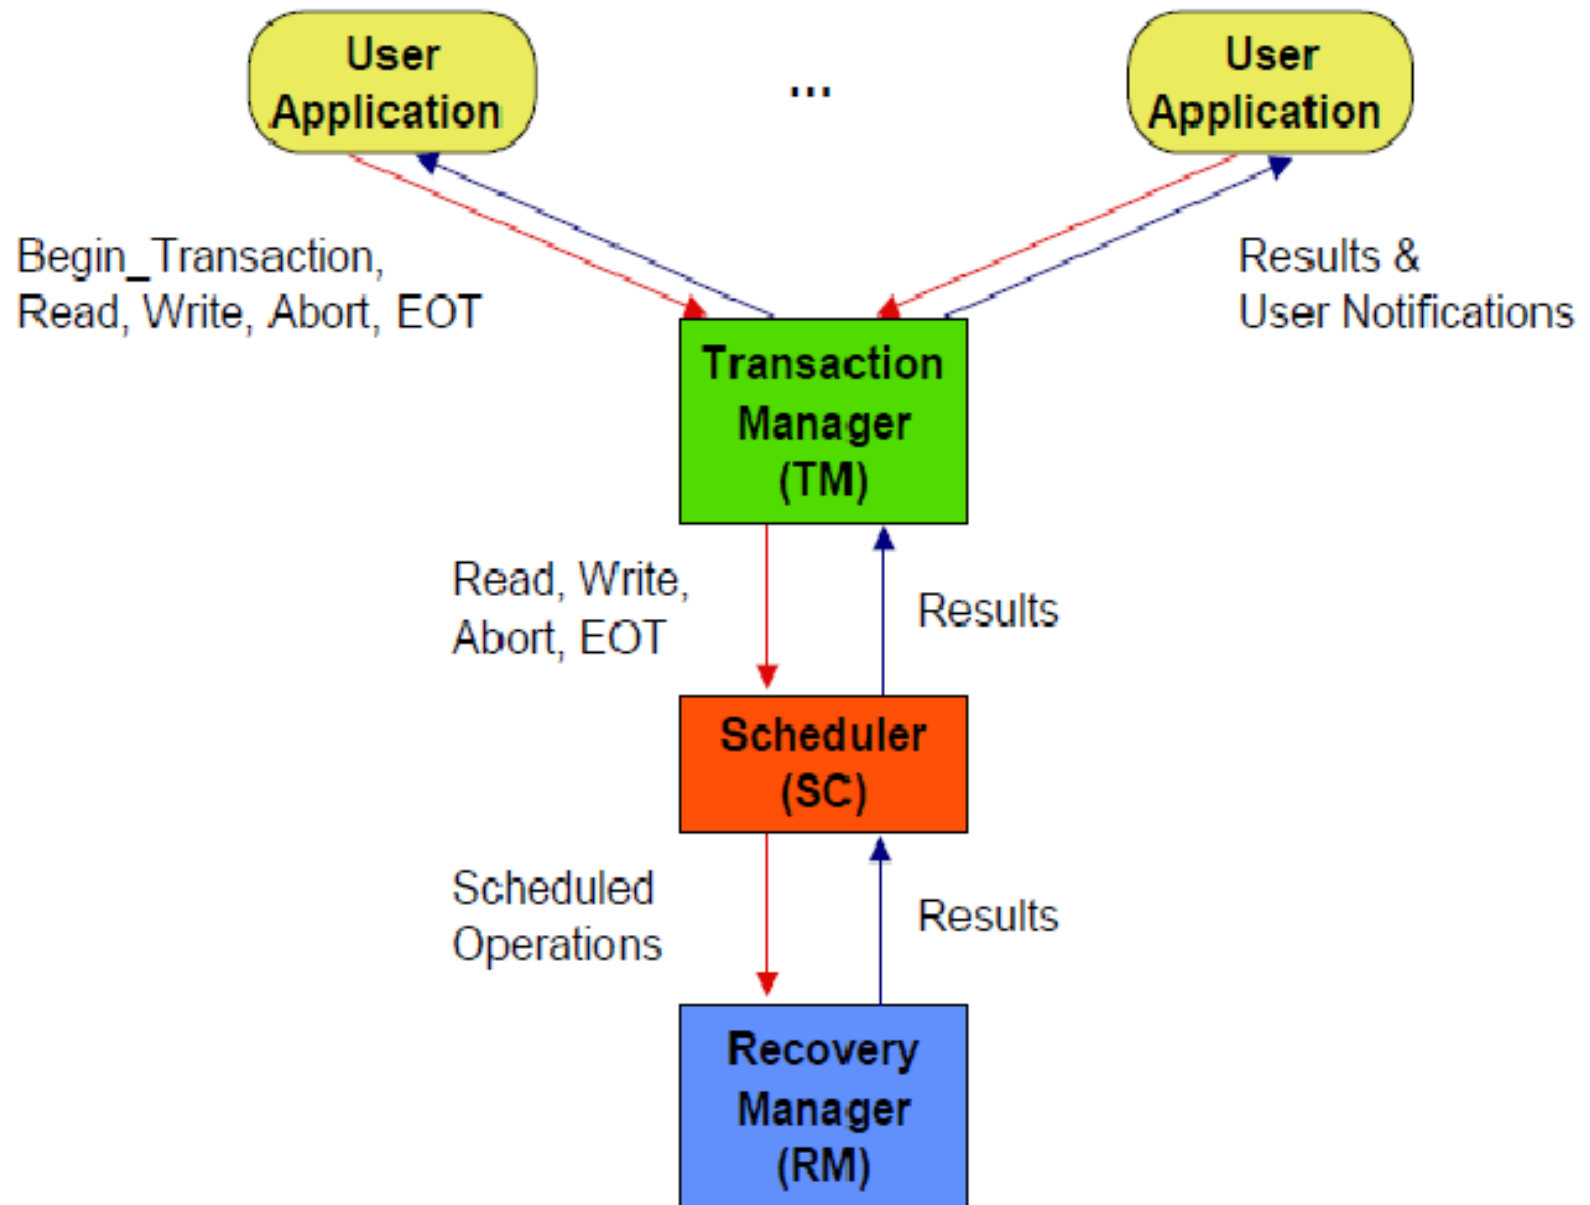 User
Application
...
User
Application
Begin_Transaction,
Read, Write, Abort, EOT
Results &
User Notifications
Transaction
Manager
(TM)
Read, Write,
Abort, EOT
Results
Scheduler
(SC)
Scheduled
Operations
Results
Recovery
Manager
(RM)